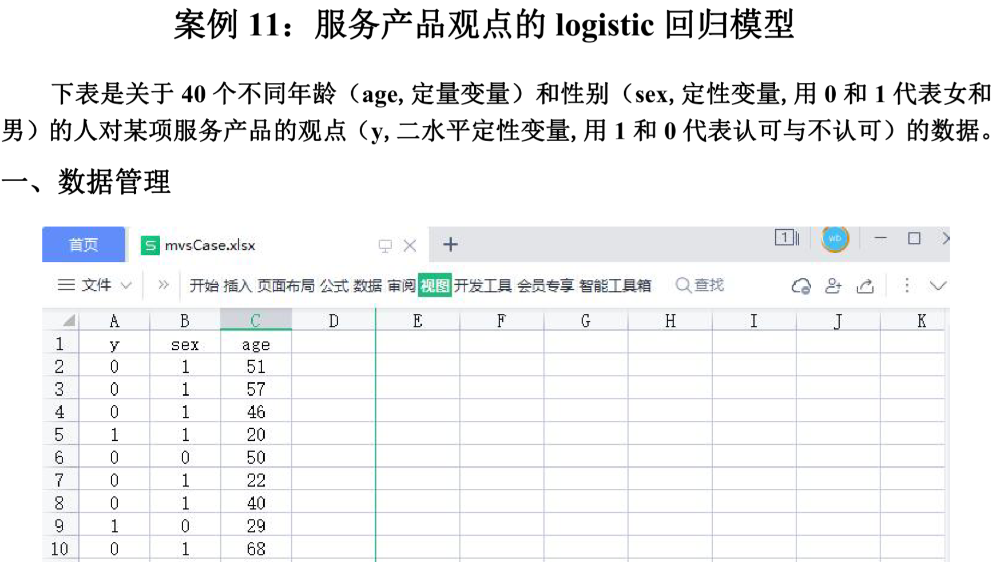 案例 11：服务产品观点的 logistic 回归模型
下表是关于 40 个不同年龄（age, 定量变量）和性别（sex, 定性变量, 用 0 和 1 代表女和
男）的人对某项服务产品的观点（y, 二水平定性变量, 用 1 和 0 代表认可与不认可）的数据。
一、数据管理
首页 S mvsCase.xlsx 1 wb
文件 开始 插入 页面布局 公式 数据 审阅 视图 开发工具 会员专享 智能工具箱 查找
A B C D E F G H I J K
1 y sex age
2 0 1 51
3 0 1 57
4 0 1 46
5 1 1 20
6 0 0 50
7 0 1 22
8 0 1 40
9 1 0 29
10 0 1 68